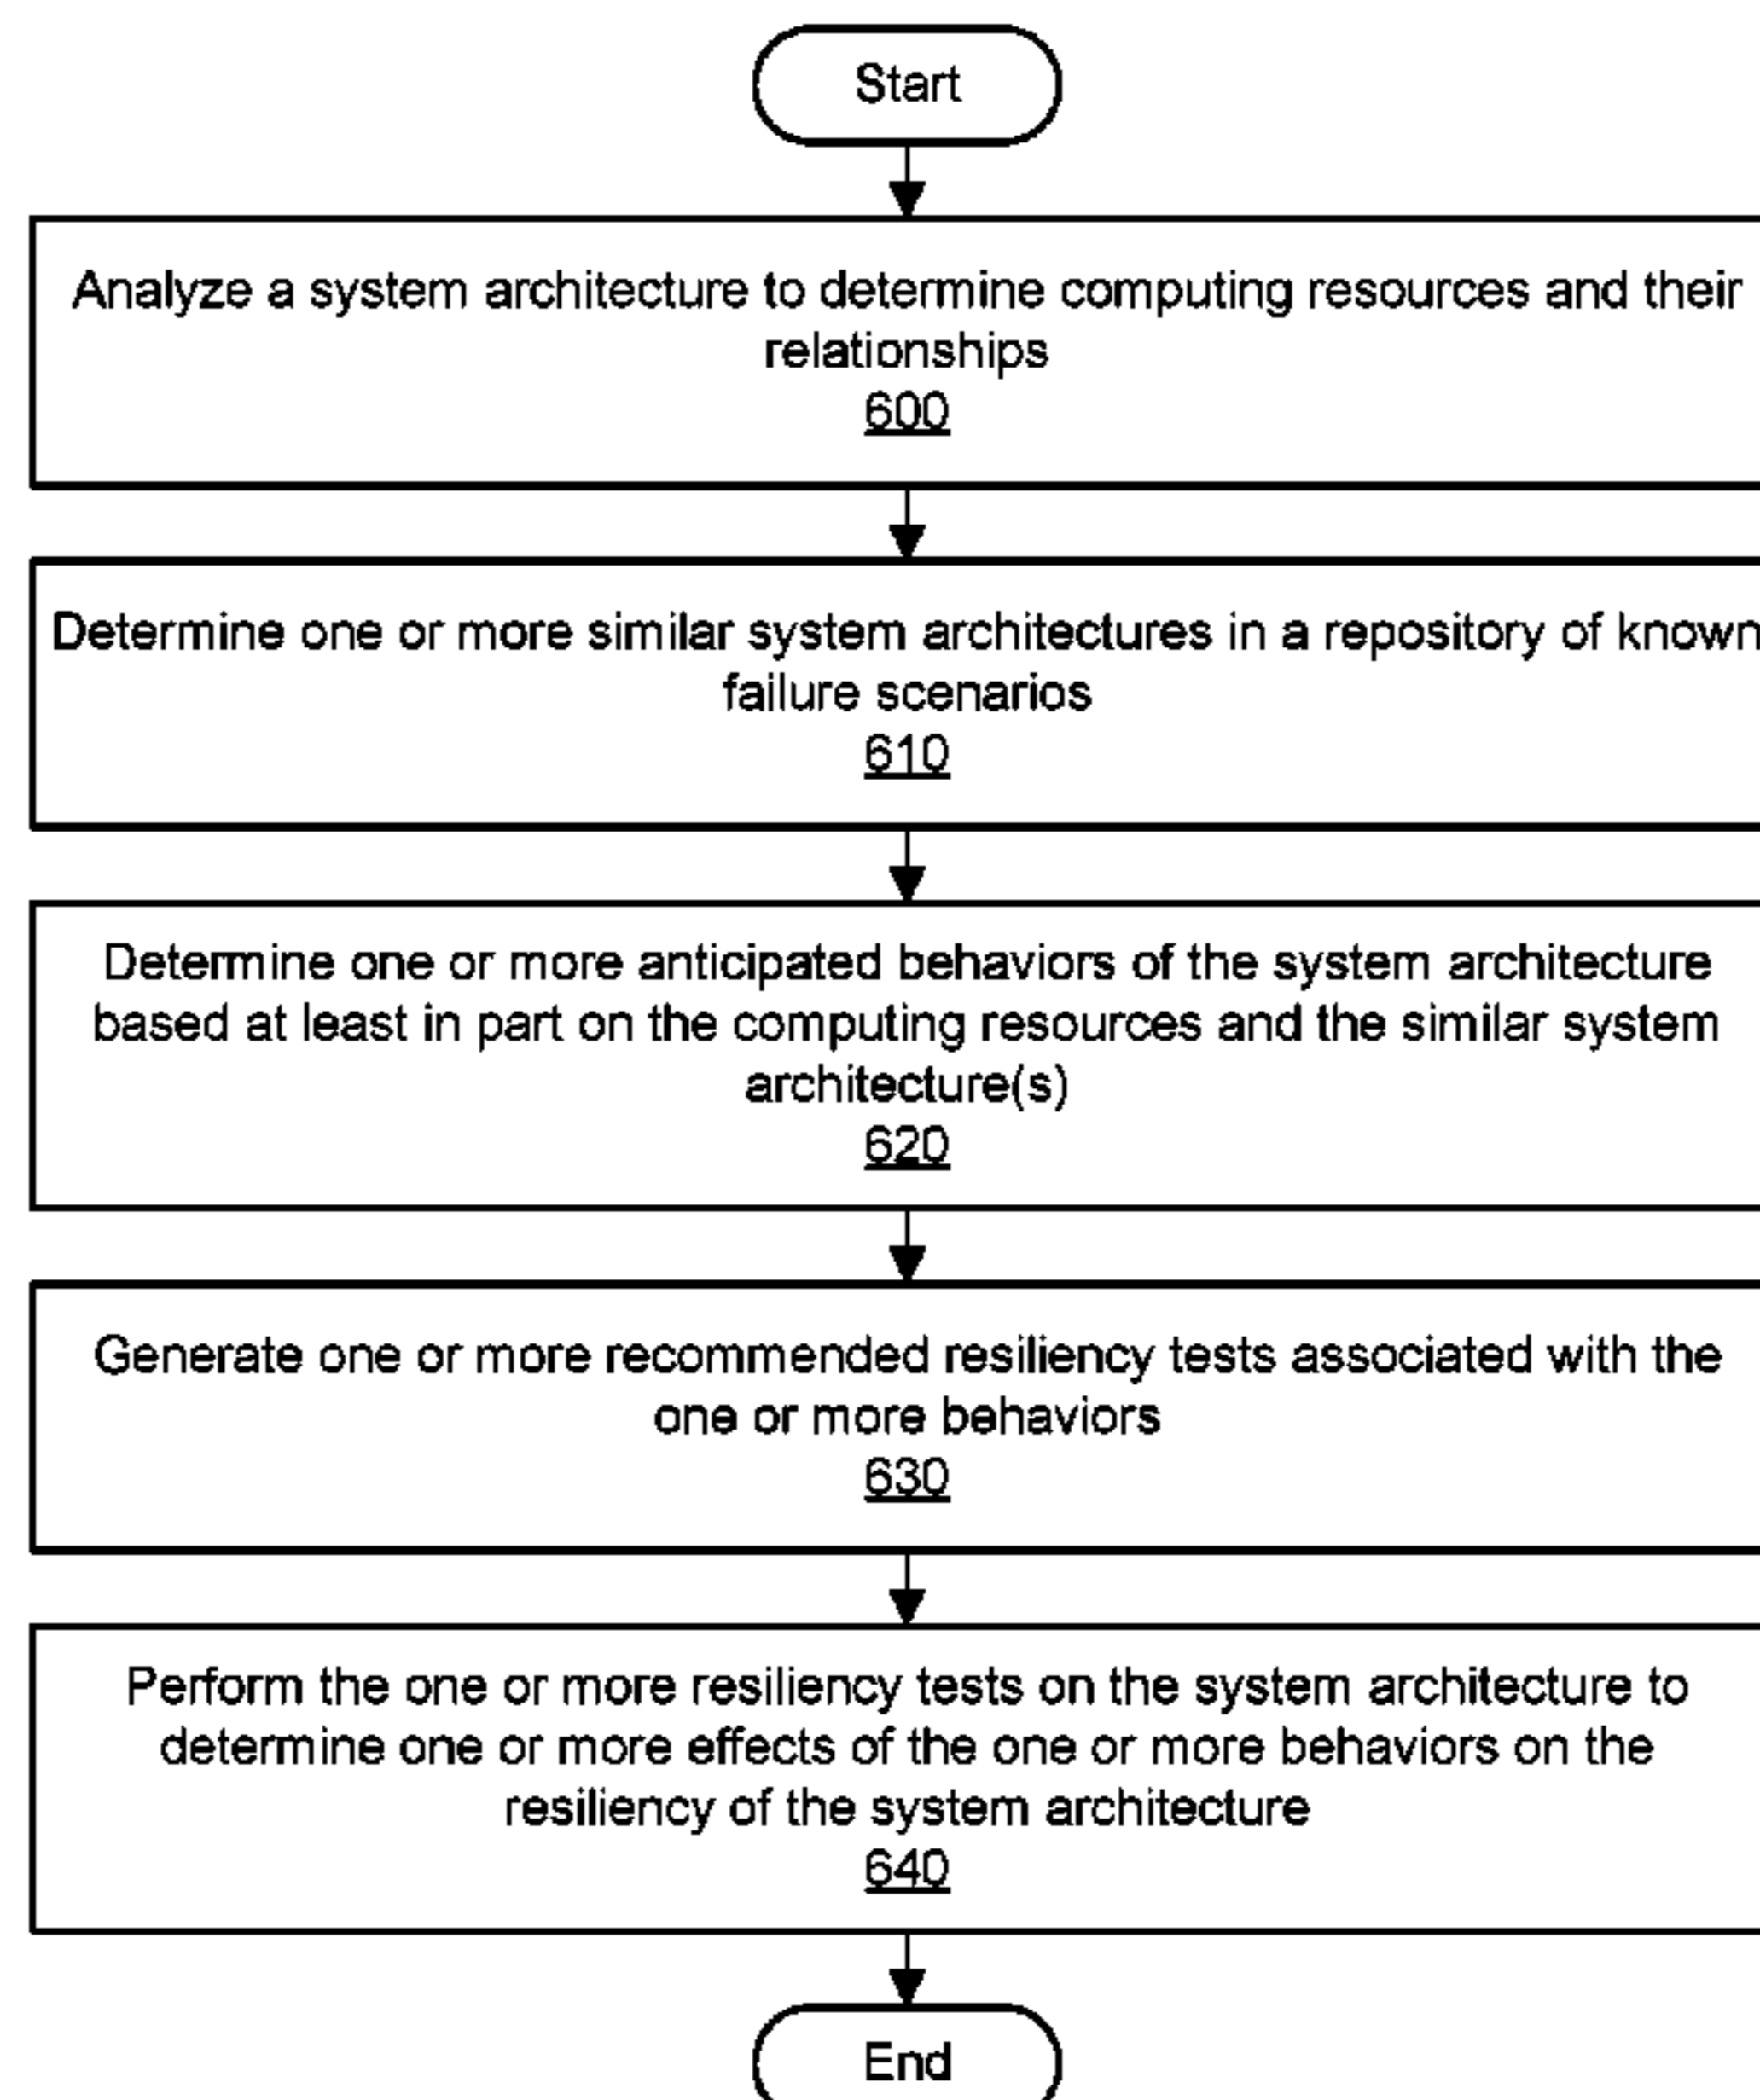 Start
Analyze a system architecture to determine computing resources and their
relationships
600
Determine one or more similar system architectures in a repository of known
failure scenarios
610
Determine one or more anticipated behaviors of the system architecture
based at least in part on the computing resources and the similar system
architecture(s)
620
Generate one or more recommended resiliency tests associated with the
one or more behaviors
630
Perform the one or more resiliency tests on the system architecture to
determine one or more effects of the one or more behaviors on the
resiliency of the system architecture
640
End